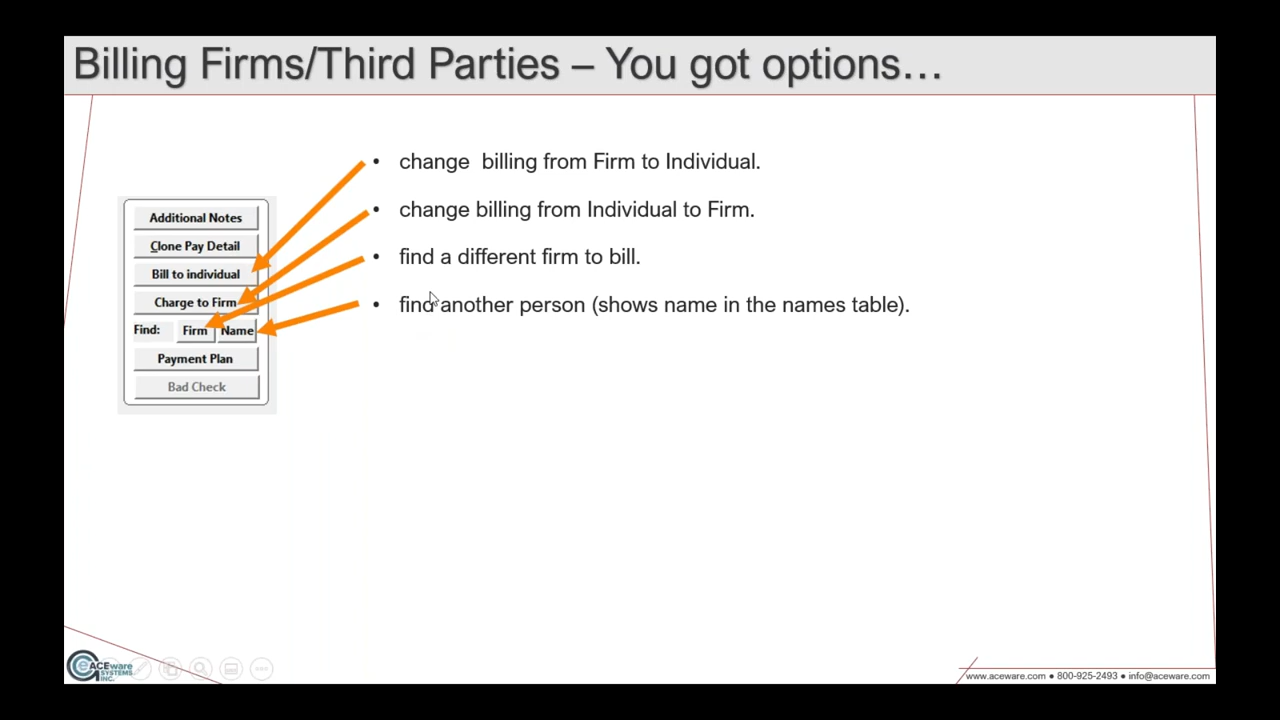 Billing Firms/Third Parties – You got options…
• change  billing from Firm to Individual.
• change billing from Individual to Firm.
• find a different firm to bill.
• find another person (shows name in the names table).
Additional Notes
Clone Pay Detail
Bill to individual
Charge to Firm
Find: Firm Name
Payment Plan
Bad Check
ACEware
SYSTEMS
INC.
www.aceware.com ● 800-925-2493 ● info@aceware.com